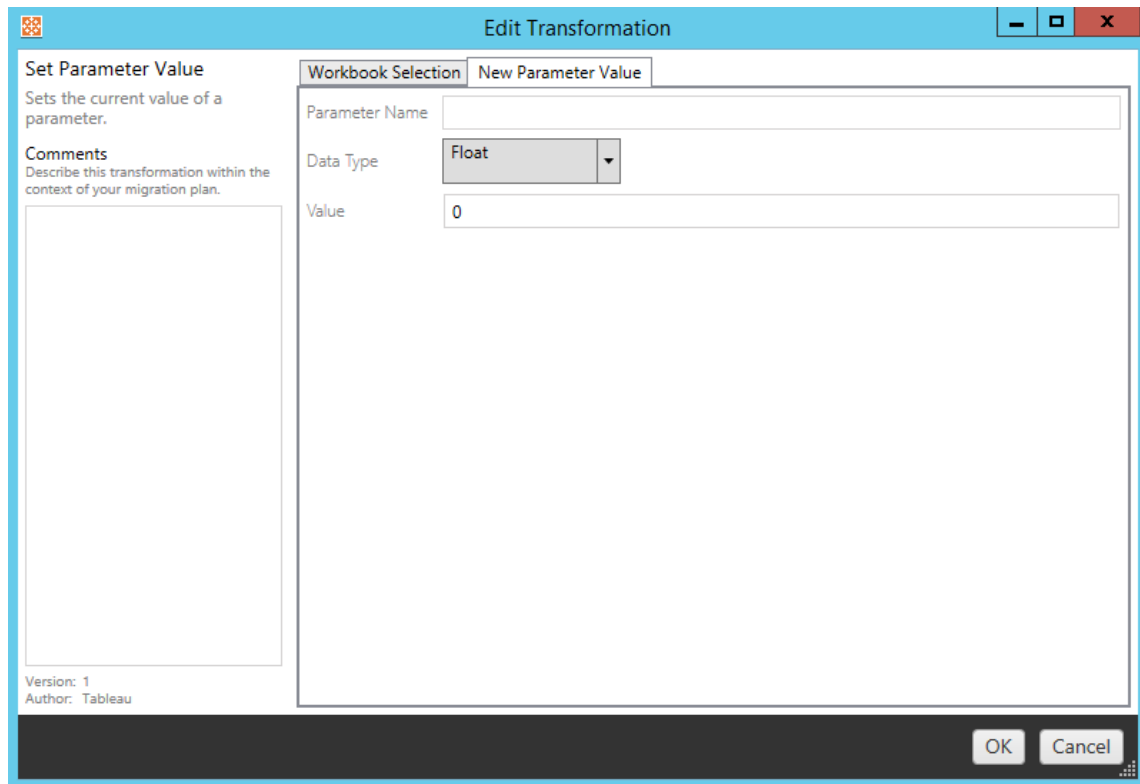 Edit Transformation
X
Set Parameter Value
Sets the current value of a
parameter.
Comments
Describe this transformation within the
context of your migration plan.
Version: 1
Author: Tableau
Workbook Selection
New Parameter Value
Parameter Name
Data Type
Float
Value
0
OK
Cancel